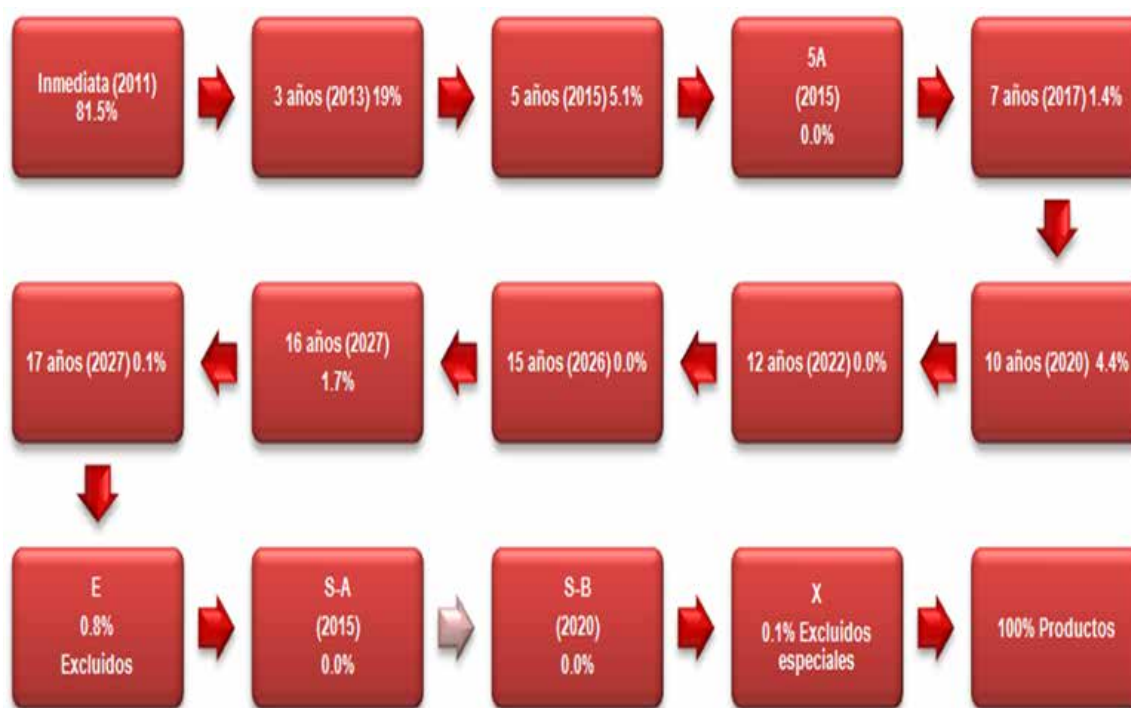 Inmediata (2011)
81.5%
3 años (2013) 19%
5 años (2015) 5.1%
5A
(2015)
0.0%
7 años (2017) 1.4%
10 años (2020) 4.4%
12 años (2022) 0.0%
15 años (2026) 0.0%
16 años (2027)
1.7%
17 años (2027) 0.1%
E
0.8%
Excluidos
S-A
(2015)
0.0%
S-B
(2020)
0.0%
X
0.1% Excluidos
especiales
100% Productos